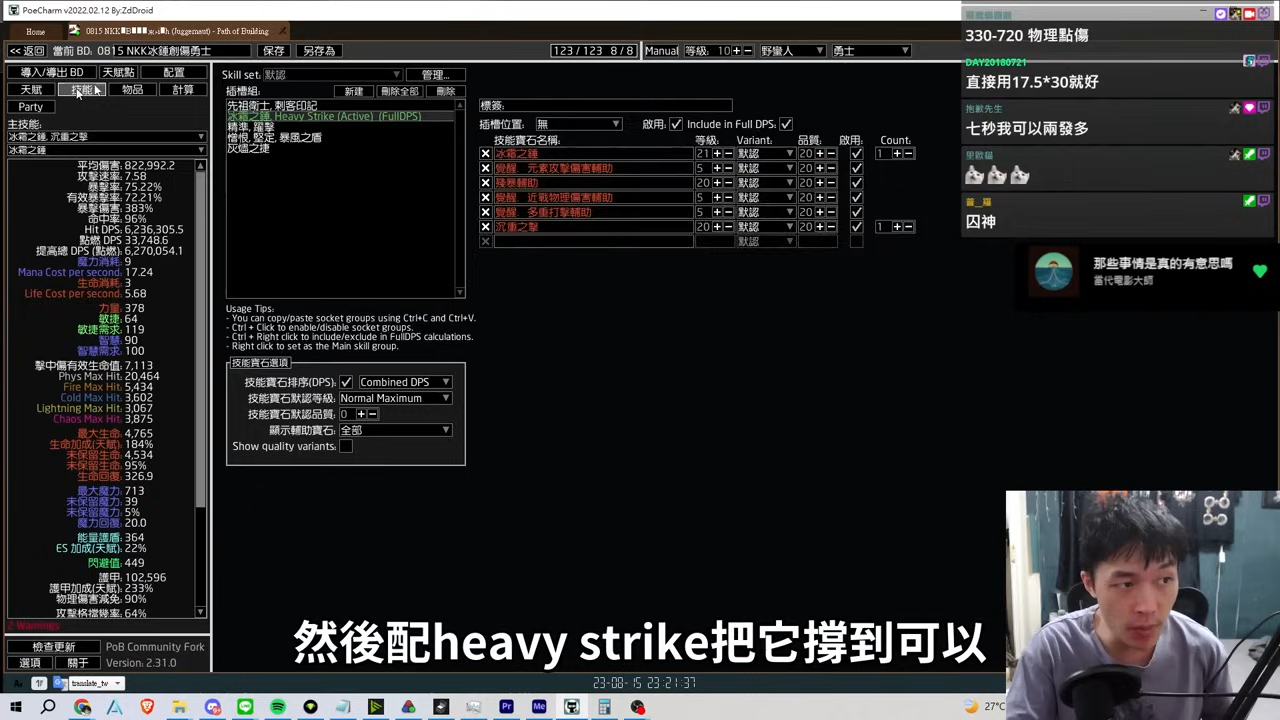 PoeCharm v2022.02.12 By:ZdDroid
Home
(Juggernaut) - Path of Building
<< 返回
當前 BD:
0815 NKK冰錘創傷勇士
保存
另存為
123 / 123 8 / 8
Manual
等級: 10
野蠻人
勇士
導入/導出 BD
天賦點
配置
天賦
技能
物品
計算
Party
主技能:
冰霜之錘, 沉重之擊
冰霜之錘
平均傷害: 822,992.2
攻擊速率: 7.58
暴擊率: 75.22%
有效暴擊率: 72.21%
暴擊傷害: 383%
命中率: 96%
Hit DPS: 6,236,305.5
點燃 DPS: 33,748.6
提高總 DPS (點燃): 6,270,054.1
魔力消耗: 9
Mana Cost per second: 17.24
生命消耗: 3
Life Cost per second: 5.68
力量: 378
敏捷: 64
敏捷需求: 119
智慧: 90
智慧需求: 100
擊中傷有效生命值: 7,113
Phys Max Hit: 20,464
Fire Max Hit: 5,434
Cold Max Hit: 3,602
Lightning Max Hit: 3,067
Chaos Max Hit: 3,875
最大生命: 4,765
生命加成(天賦): 184%
未保留生命: 4,534
未保留生命: 95%
生命回復: 326.9
最大魔力: 713
未保留魔力: 39
未保留魔力: 5%
魔力回復: 20.0
能量護盾: 364
ES 加成(天賦): 22%
閃避值: 449
護甲: 102,596
護甲加成(天賦): 233%
物理傷害減免: 90%
攻擊格擋機率: 64%
2 Warnings
檢查更新
PoB Community Fork
選項
關于
Version: 2.31.0
Skill set:
默認
管理...
插槽組:
新建
刪除全部
刪除
先祖衛士, 刺客印記
冰霜之錘, Heavy Strike (Active) (FullDPS)
精準, 躍擊
憎恨, 堅定, 暴風之盾
灰燼之捷
Usage Tips:
- You can copy/paste socket groups using Ctrl+C and Ctrl+V.
- Ctrl + Click to enable/disable socket groups.
- Ctrl + Right click to include/exclude in FullDPS calculations.
- Right click to set as the Main skill group.
技能寶石選項
技能寶石排序(DPS):
Combined DPS
技能寶石默認等級:
Normal Maximum
技能寶石默認品質:
0
顯示輔助寶石:
全部
Show quality variants:
標簽:
插槽位置:
無
啟用:
Include in Full DPS:
技能寶石名稱:
等級:
Variant:
品質:
啟用:
Count:
冰霜之錘 21 默認 20 1
覺醒．元素攻擊傷害輔助 5 默認 20
殘暴輔助 20 默認 20
覺醒．近戰物理傷害輔助 5 默認 20
覺醒．多重打擊輔助 5 默認 20
沉重之擊 20 默認 20 1
默認
330-720 物理點傷
DAY20180721
直接用17.5*30就好
抱歉先生
七秒我可以兩發多
里歐貓
囚神
那些事情是真的有意思嗎
當代電影大師
然後配heavy strike把它撐到可以
translate_tw
23-08-15 23:21:37
27°C